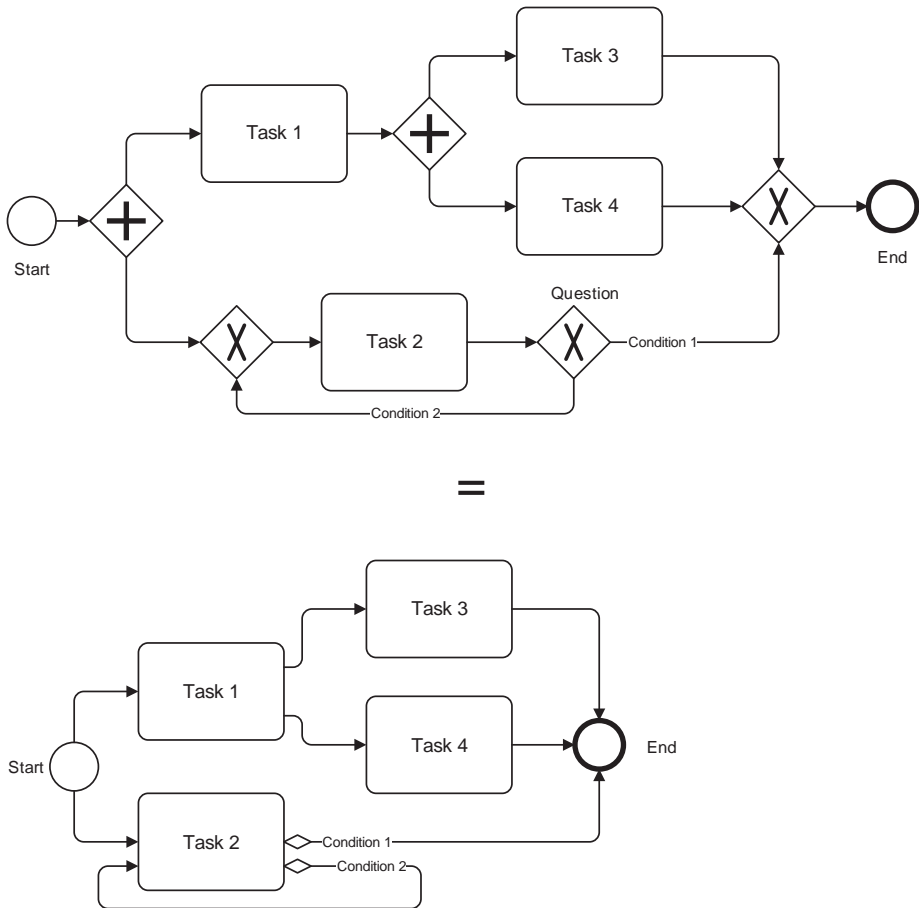 Task 3
Task 1
Task 4
Start
End
Question
Task 2
Condition 1
Condition 2
=
Task 3
Task 1
Task 4
Start
End
Task 2
Condition 1
Condition 2